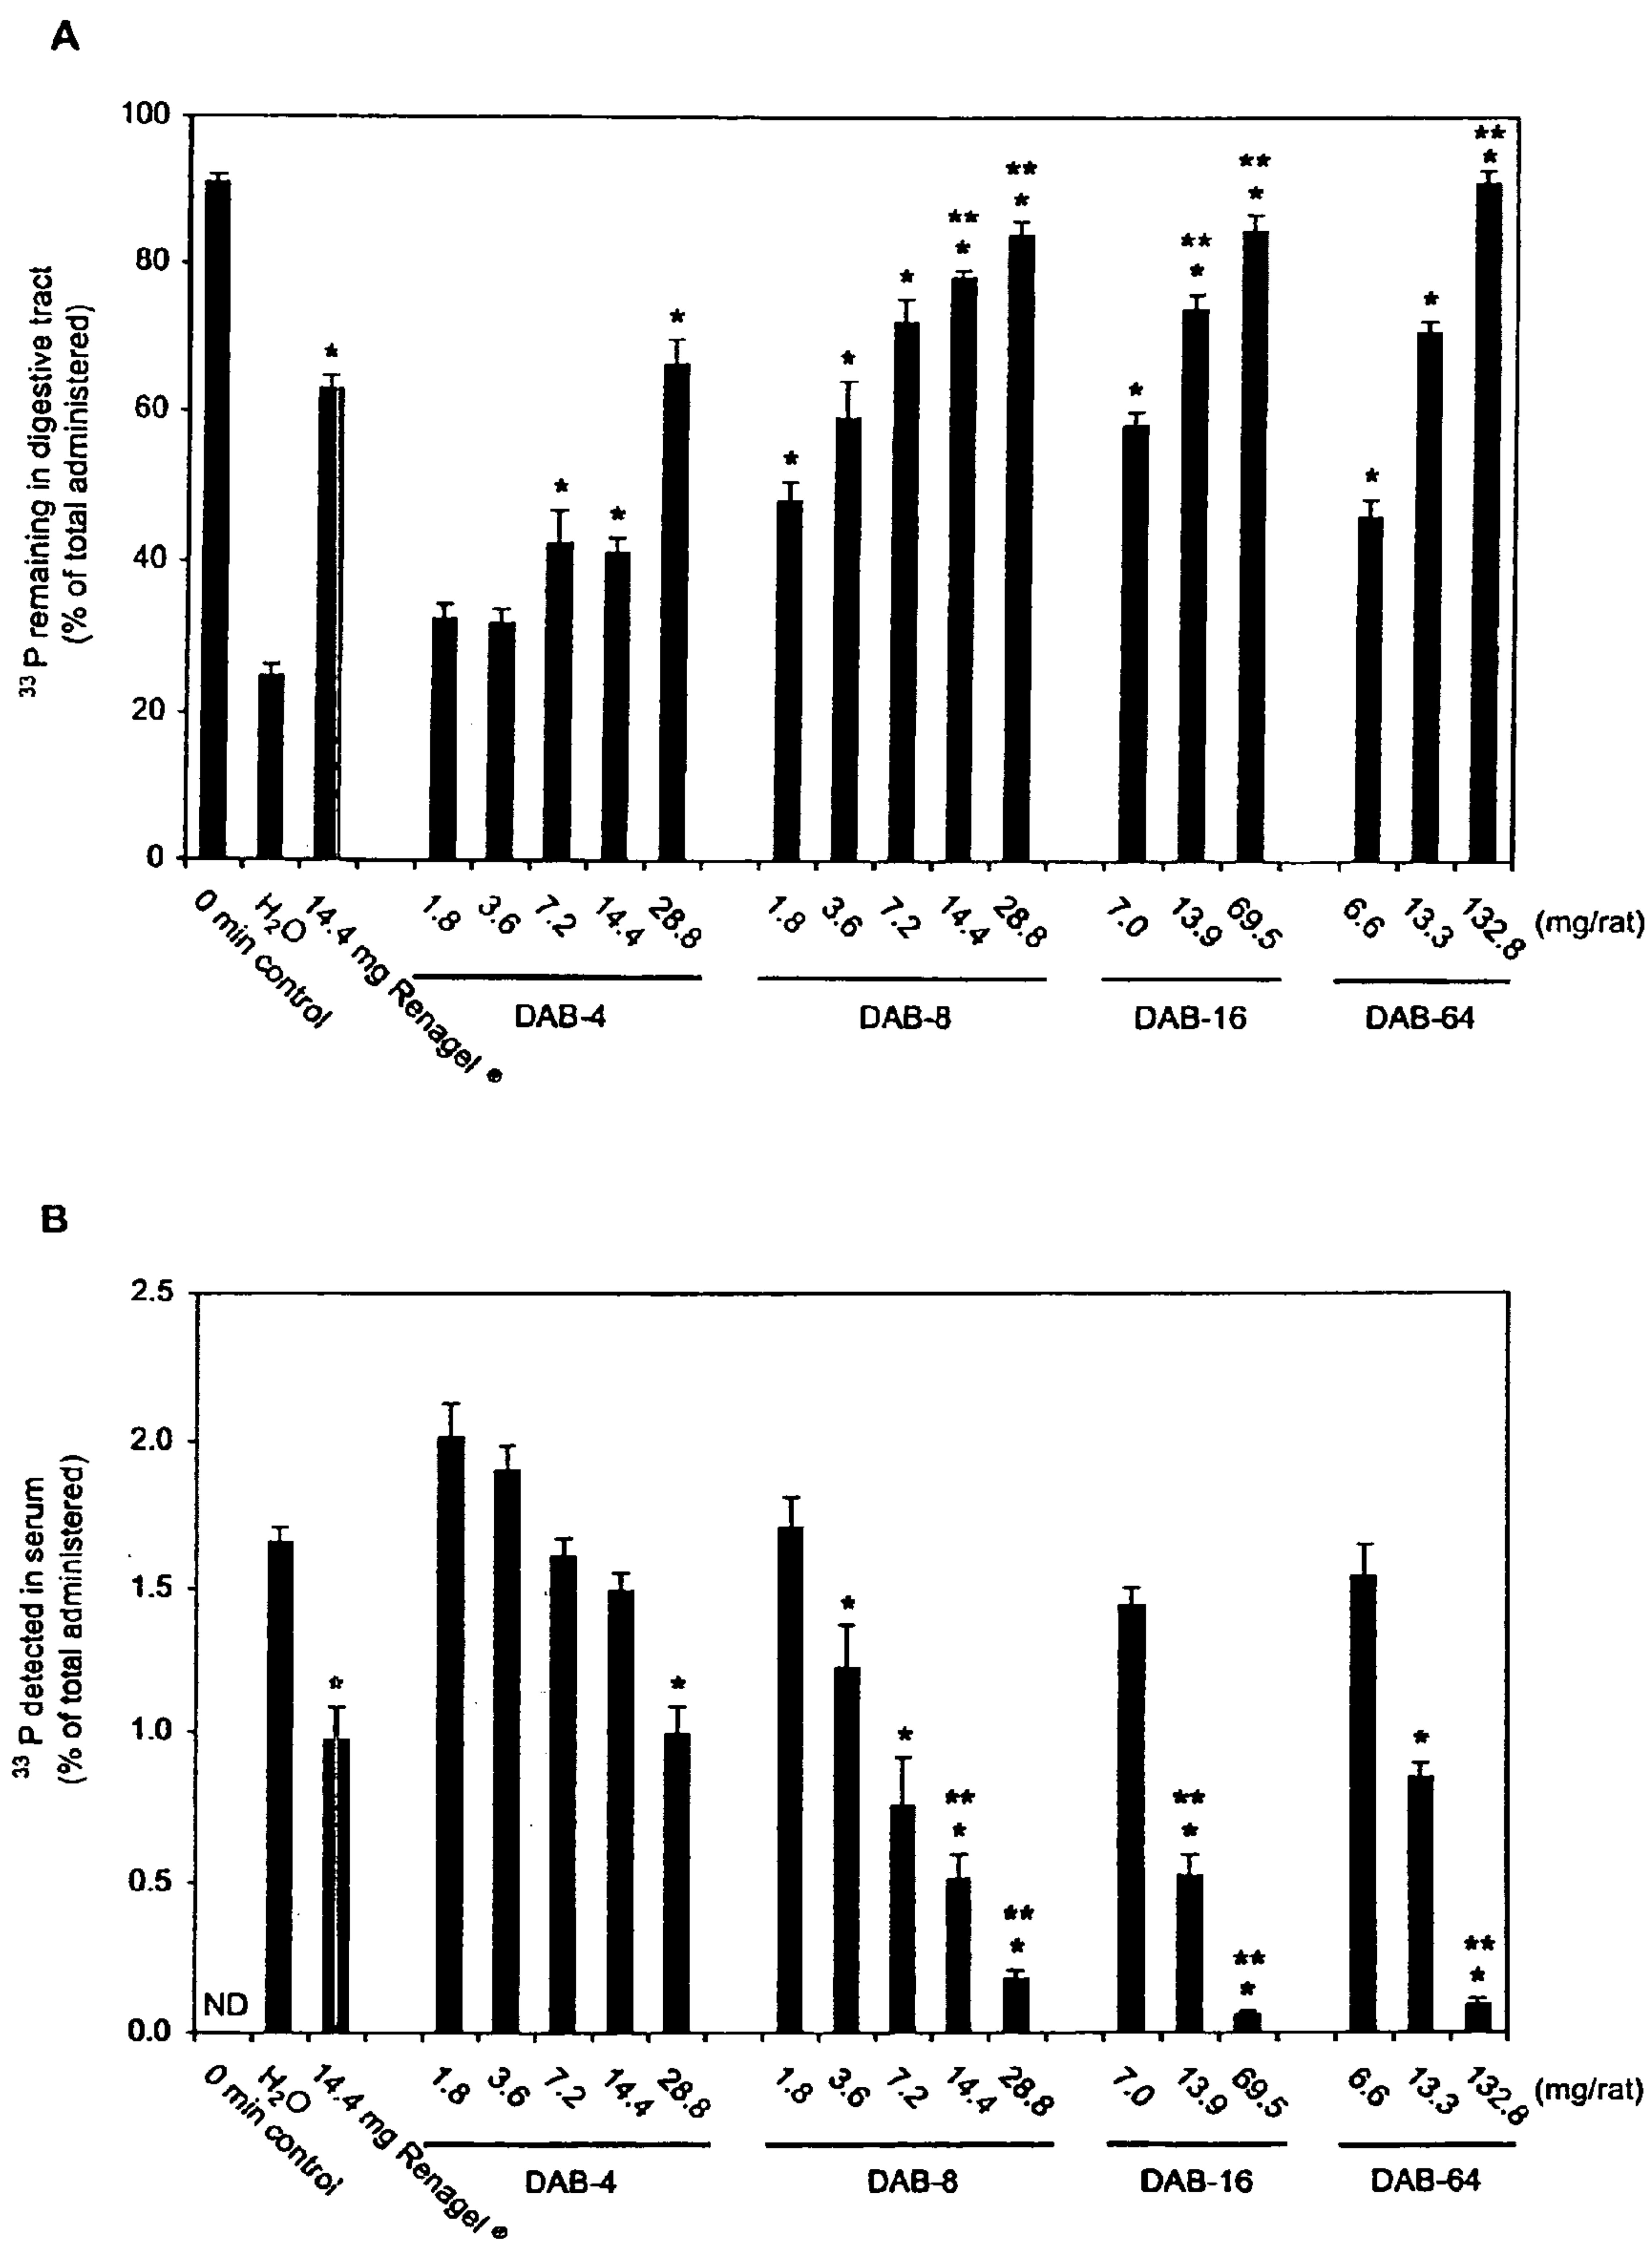 A
100
80
60
40
20
0
33 P remaining in digestive tract
(% of total administered)
*
*
*
*
*
*
*
**
*
**
*
*
**
*
**
*
*
*
**
*
0 min control
H2O
14.4 mg Renagel ®
1.8 3.6 7.2 14.4 28.8 1.8 3.6 7.2 14.4 28.8 7.0 13.9 69.5 6.6 13.3 132.8 (mg/rat)
DAB-4 DAB-8 DAB-16 DAB-64
B
2.5
2.0
1.5
1.0
0.5
0.0
33 P detected in serum
(% of total administered)
ND
*
*
*
*
**
*
**
*
**
*
**
*
*
**
*
0 min control
H2O
14.4 mg Renagel ®
1.8 3.6 7.2 14.4 28.8 1.8 3.6 7.2 14.4 28.8 7.0 13.9 69.5 6.6 13.3 132.8 (mg/rat)
DAB-4 DAB-8 DAB-16 DAB-64